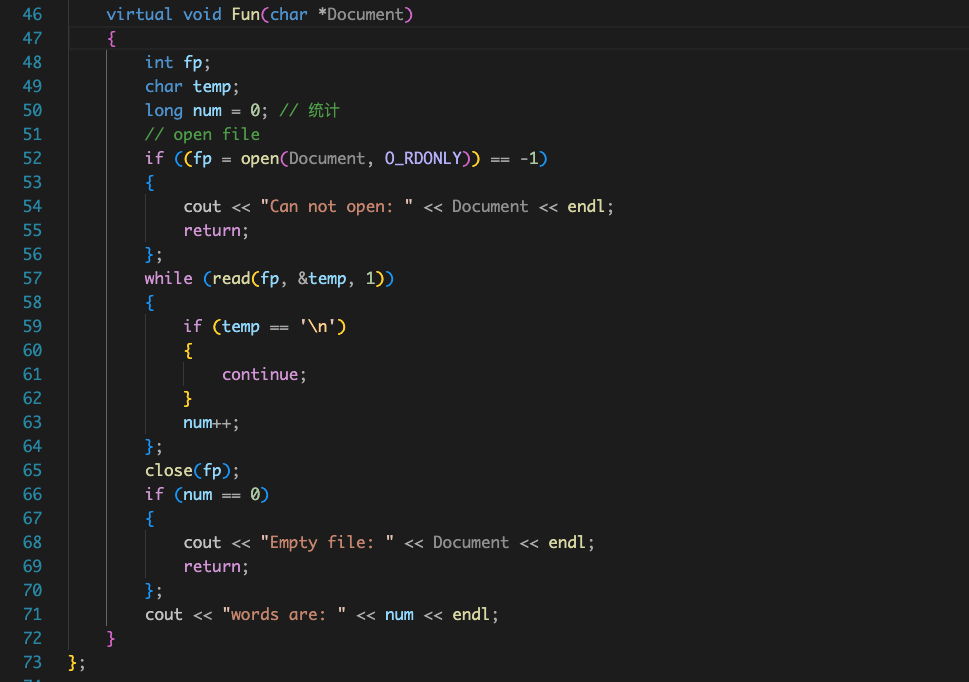 46 virtual void Fun(char *Document)
47 {
48 int fp;
49 char temp;
50 long num = 0; // 统计
51 // open file
52 if ((fp = open(Document, O_RDONLY)) == -1)
53 {
54 cout << "Can not open: " << Document << endl;
55 return;
56 };
57 while (read(fp, &temp, 1))
58 {
59 if (temp == '\n')
60 {
61 continue;
62 }
63 num++;
64 };
65 close(fp);
66 if (num == 0)
67 {
68 cout << "Empty file: " << Document << endl;
69 return;
70 };
71 cout << "words are: " << num << endl;
72 }
73 };